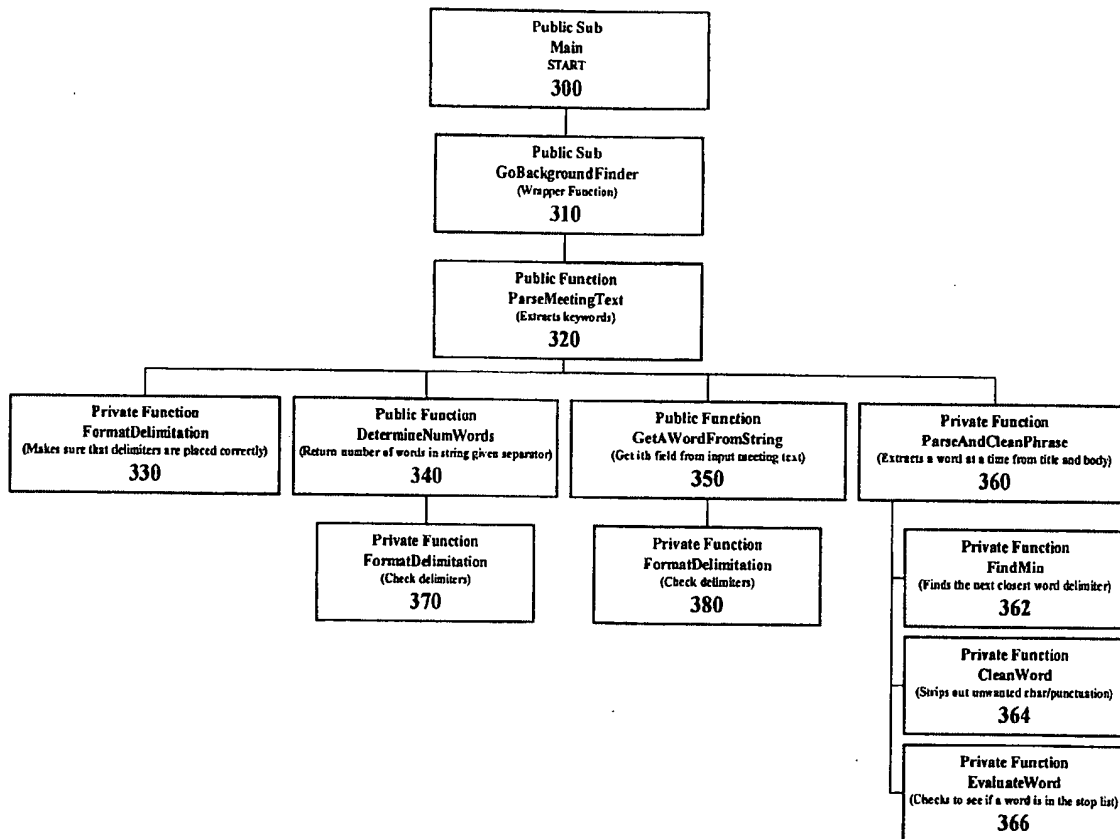 Public Sub
Main
START
300
Public Sub
GoBackgroundFinder
(Wrapper Function)
310
Public Function
ParseMeetingText
(Extracts keywords)
320
Private Function
FormatDelimitation
(Makes sure that delimiters are placed correctly)
330
Public Function
DetermineNumWords
(Return number of words in string given separator)
340
Public Function
GetAWordFromString
(Get ith field from input meeting text)
350
Private Function
ParseAndCleanPhrase
(Extracts a word at a time from title and body)
360
Private Function
FormatDelimitation
(Check delimiters)
370
Private Function
FormatDelimitation
(Check delimiters)
380
Private Function
FindMin
(Finds the next closest word delimiter)
362
Private Function
CleanWord
(Strips out unwanted char/punctuation)
364
Private Function
EvaluateWord
(Checks to see if a word is in the stop list)
366